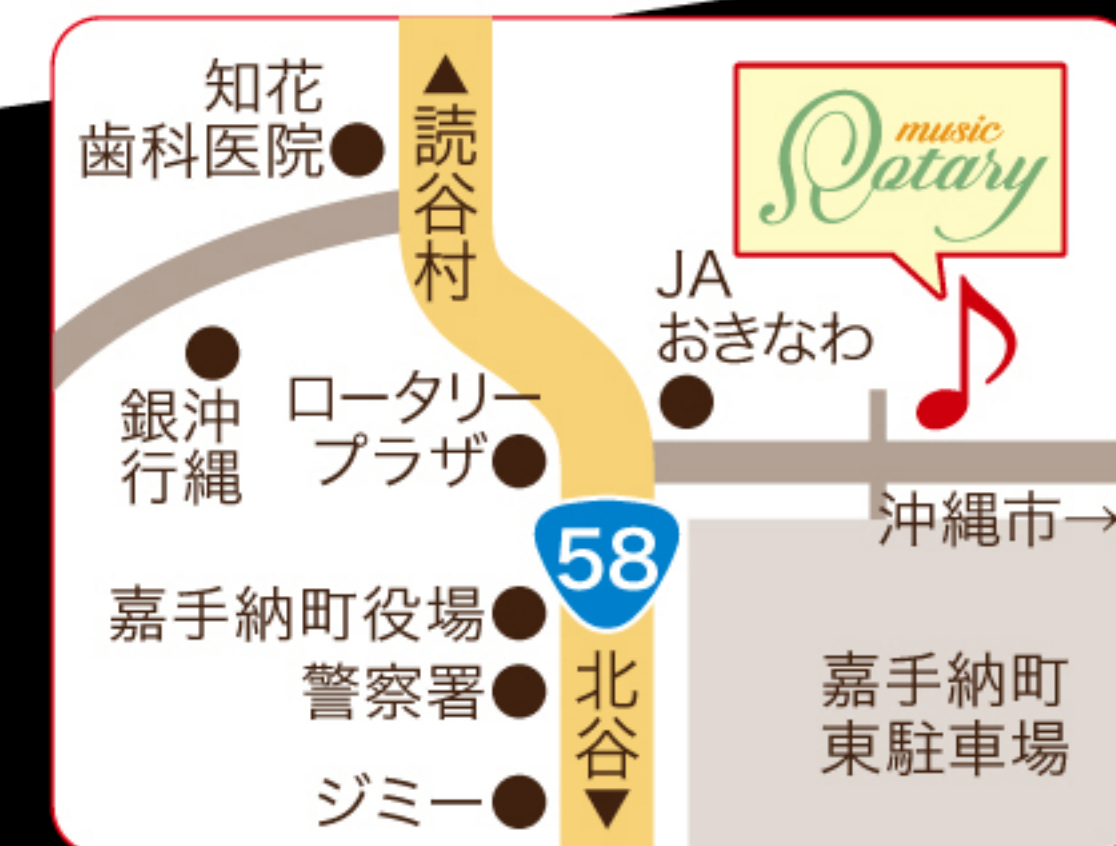 知花
歯科医院
▲読谷村
music
Rotary
JA
おきなわ
銀沖
行縄
ロータリー
プラザ
沖縄市→
58
嘉手納町役場
警察署
北谷▼
嘉手納町
東駐車場
ジミー